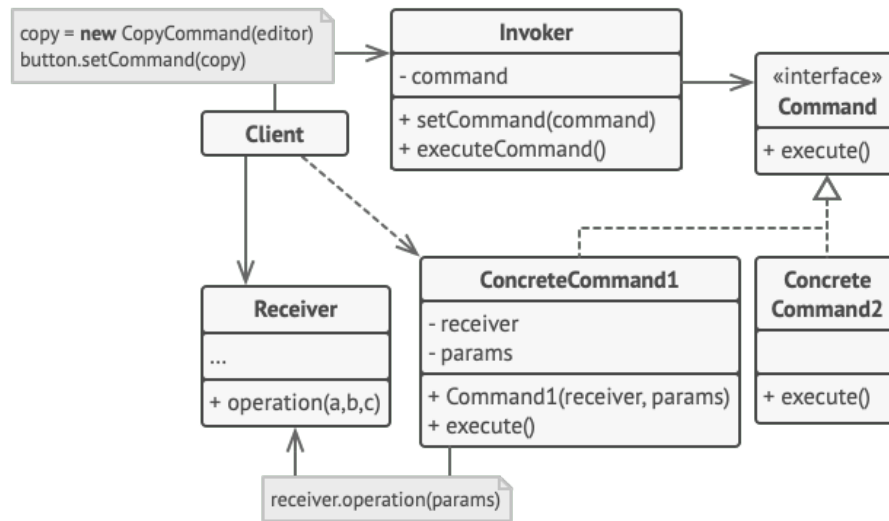 copy = new CopyCommand(editor)
button.setCommand(copy)
Client
Invoker
- command
+ setCommand(command)
+ executeCommand()
«interface»
Command
+ execute()
Receiver
...
+ operation(a,b,c)
ConcreteCommand1
- receiver
- params
+ Command1(receiver, params)
+ execute()
Concrete
Command2
+ execute()
receiver.operation(params)